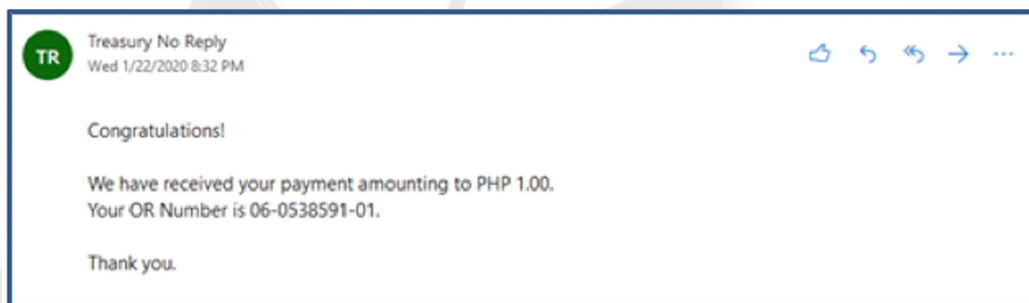 TR
Treasury No Reply
Wed 1/22/2020 8:32 PM
Congratulations!
We have received your payment amounting to PHP 1.00.
Your OR Number is 06-0538591-01.
Thank you.